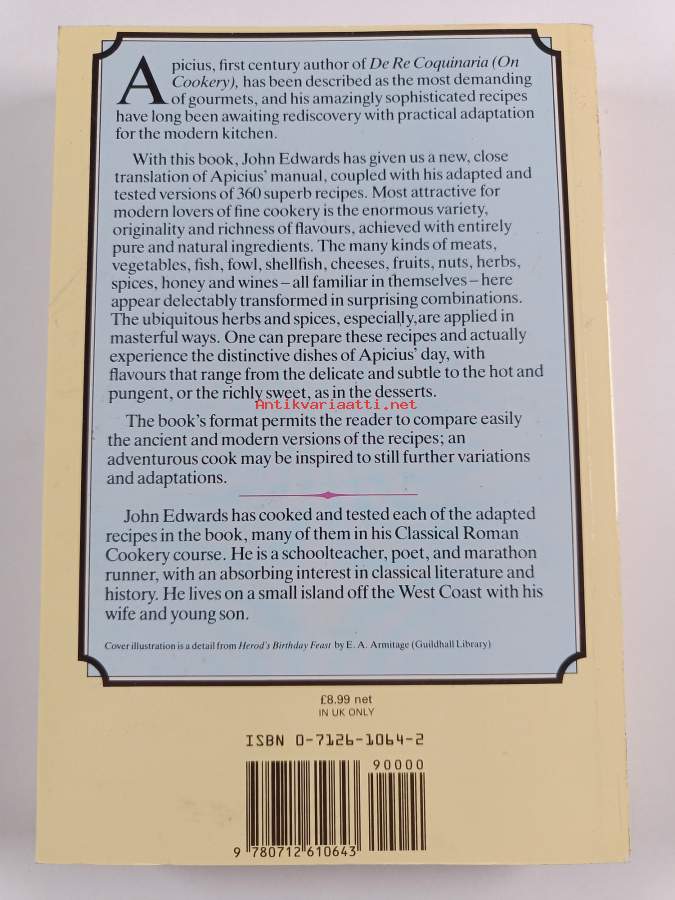 Apicius, first century author of De Re Coquinaria (On
Cookery), has been described as the most demanding
of gourmets, and his amazingly sophisticated recipes
have long been awaiting rediscovery with practical adaptation
for the modern kitchen.
With this book, John Edwards has given us a new, close
translation of Apicius' manual, coupled with his adapted and
tested versions of 360 superb recipes. Most attractive for
modern lovers of fine cookery is the enormous variety,
originality and richness of flavours, achieved with entirely
pure and natural ingredients. The many kinds of meats,
vegetables, fish, fowl, shellfish, cheeses, fruits, nuts, herbs,
spices, honey and wines – all familiar in themselves – here
appear delectably transformed in surprising combinations.
The ubiquitous herbs and spices, especially, are applied in
masterful ways. One can prepare these recipes and actually
experience the distinctive dishes of Apicius' day, with
flavours that range from the delicate and subtle to the hot and
pungent, or the richly sweet, as in the desserts.
Antikvariaatti.net
The book's format permits the reader to compare easily
the ancient and modern versions of the recipes; an
adventurous cook may be inspired to still further variations
and adaptations.
John Edwards has cooked and tested each of the adapted
recipes in the book, many of them in his Classical Roman
Cookery course. He is a schoolteacher, poet, and marathon
runner, with an absorbing interest in classical literature and
history. He lives on a small island off the West Coast with his
wife and young son.
Cover illustration is a detail from Herod's Birthday Feast by E. A. Armitage (Guildhall Library)
£8.99 net
IN UK ONLY
ISBN 0-7126-1064-2
90000
9 780712 610643